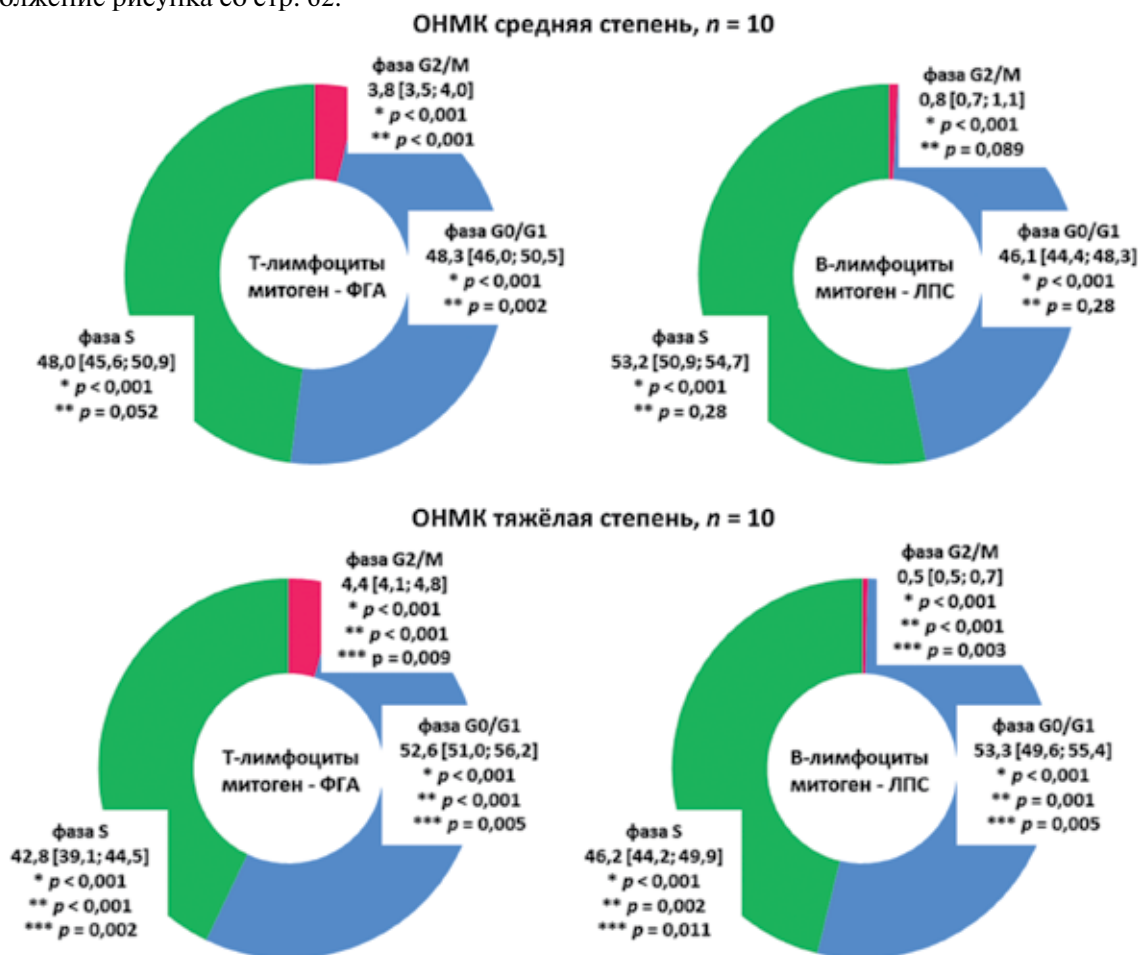 олжение рисунка со стр. 62.
ОНМК средняя степень, n = 10
фаза G2/M
3,8 [3,5; 4,0]
* p < 0,001
** p < 0,001
фаза G0/G1
48,3 [46,0; 50,5]
* p < 0,001
** p = 0,002
Т-лимфоциты
митоген - ФГА
фаза S
48,0 [45,6; 50,9]
* p < 0,001
** p = 0,052
фаза G2/M
0,8 [0,7; 1,1]
* p < 0,001
** p = 0,089
фаза G0/G1
46,1 [44,4; 48,3]
* p < 0,001
** p = 0,28
В-лимфоциты
митоген - ЛПС
фаза S
53,2 [50,9; 54,7]
* p < 0,001
** p = 0,28
ОНМК тяжёлая степень, n = 10
фаза G2/M
4,4 [4,1; 4,8]
* p < 0,001
** p < 0,001
*** p = 0,009
фаза G0/G1
52,6 [51,0; 56,2]
* p < 0,001
** p < 0,001
*** p = 0,005
Т-лимфоциты
митоген - ФГА
фаза S
42,8 [39,1; 44,5]
* p < 0,001
** p < 0,001
*** p = 0,002
фаза G2/M
0,5 [0,5; 0,7]
* p < 0,001
** p < 0,001
*** p = 0,003
фаза G0/G1
53,3 [49,6; 55,4]
* p < 0,001
** p = 0,001
*** p = 0,005
В-лимфоциты
митоген - ЛПС
фаза S
46,2 [44,2; 49,9]
* p < 0,001
** p = 0,002
*** p = 0,011